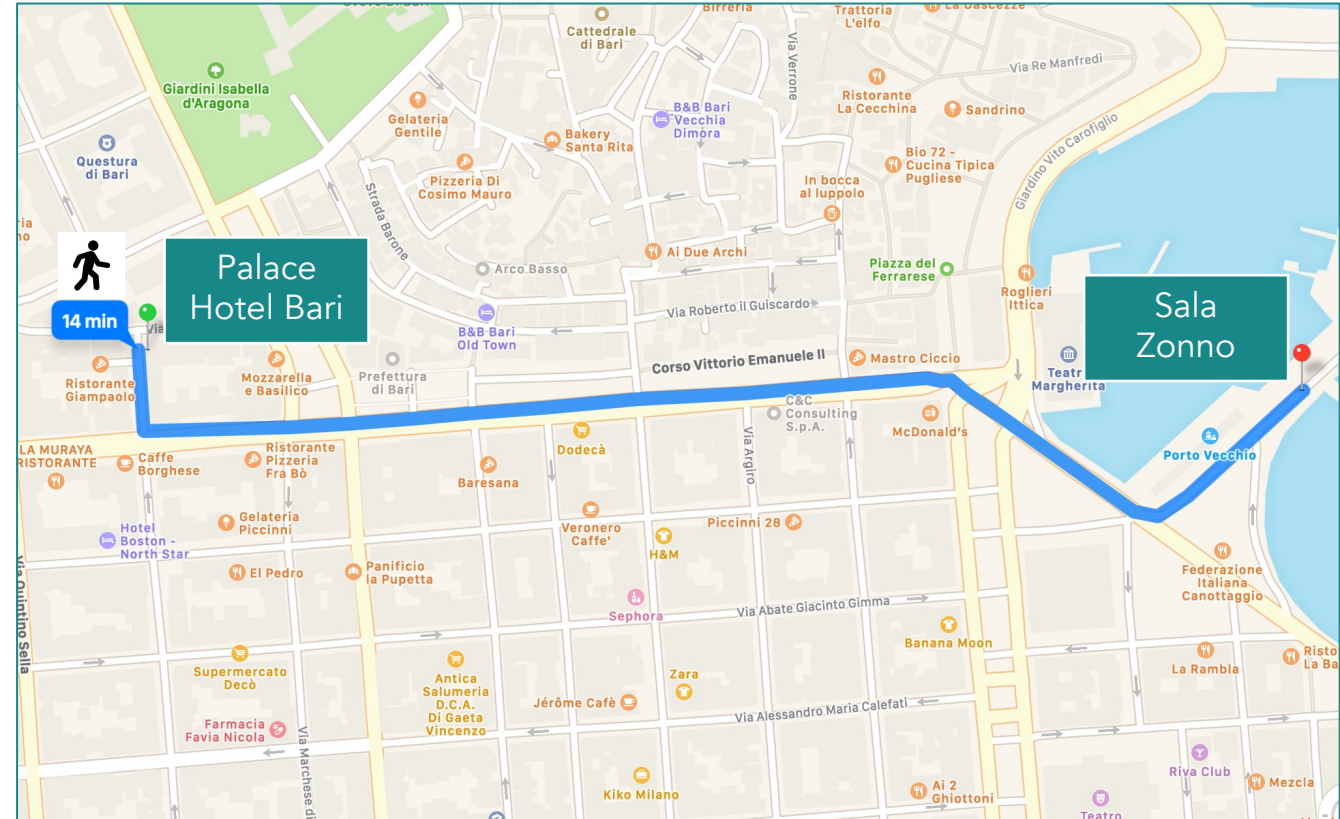 Birreria
Trattoria
L'elfo
Cattedrale
di Bari
Via Verrone
Via Re Manfredi
Giardini Isabella
d'Aragona
Gelateria
Gentile
B&B Bari
Vecchia
Dimora
Ristorante
La Cecchina
Sandrino
Giardino Vito Carofiglio
Questura
di Bari
Bakery
Santa Rita
Bio 72 -
Cucina Tipica
Pugliese
Pizzeria Di
Cosimo Mauro
In bocca
al luppolo
Strada Barone
Palace
Hotel Bari
Ai Due Archi
Arco Basso
Piazza del
Ferrarese
Roglieri
Ittica
Sala
Zonno
14 min
Via
Via Roberto il Guiscardo
B&B Bari
Old Town
Corso Vittorio Emanuele II
Mastro Ciccio
Teatr
Margherita
Ristorante
Giampaolo
Mozzarella
e Basilico
Prefettura
di Bari
C&C
Consulting
S.p.A.
McDonald's
LA MURAYA
RISTORANTE
Caffe
Borghese
Ristorante
Pizzeria
Fra Bò
Dodecà
Via Argiro
Porto Vecchio
Baresana
Hotel
Boston -
North Star
Gelateria
Piccinni
Veronero
Caffe'
H&M
Piccinni 28
El Pedro
Panificio
la Pupetta
Federazione
Italiana
Canottaggio
Via Quintino Sella
Sephora
Via Abate Giacinto Gimma
Banana Moon
Supermercato
Decò
Antica
Salumeria
D.C.A.
Di Gaeta
Vincenzo
Zara
La Rambla
Risto
La Ba
Jérôme Cafè
Via Alessandro Maria Calefati
Farmacia
Favia Nicola
Via Marchese di
Kiko Milano
Ai 2
Ghiottoni
Riva Club
Mezcla
Teatro